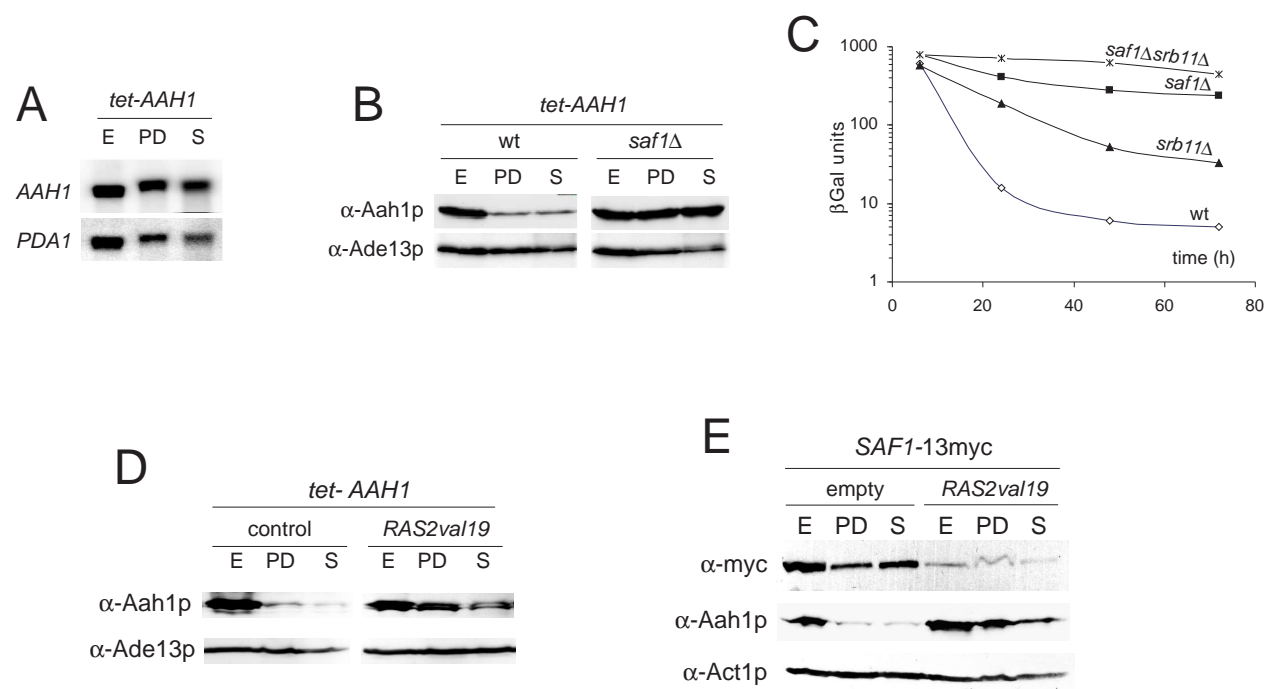 A
tet-AAH1
E PD S
AAH1
PDA1
B
tet-AAH1
wt saf1Δ
E PD S E PD S
α-Aah1p
α-Ade13p
C
βGal units
1000
100
10
1
0 20 40 60 80
saf1Δsrb11Δ
saf1Δ
srb11Δ
wt
time (h)
D
tet- AAH1
control RAS2val19
E PD S E PD S
α-Aah1p
α-Ade13p
E
SAF1-13myc
empty RAS2val19
E PD S E PD S
α-myc
α-Aah1p
α-Act1p